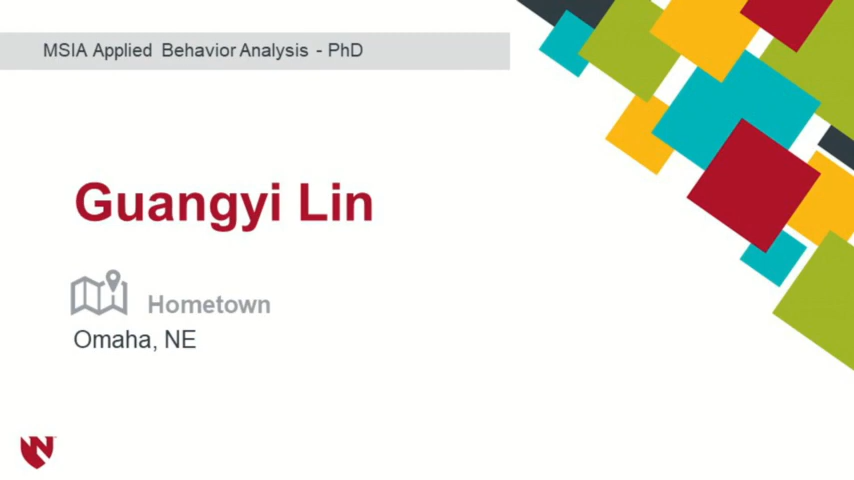 MSIA Applied Behavior Analysis - PhD
Guangyi Lin
Hometown
Omaha, NE